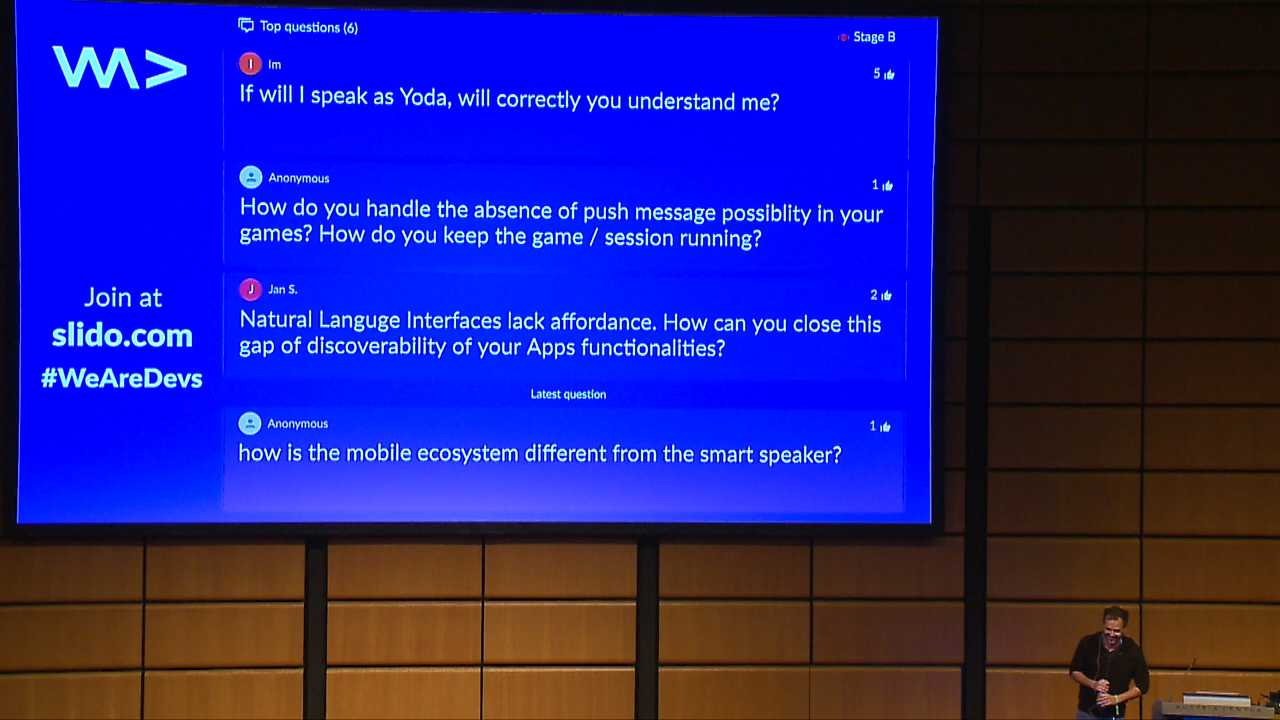 Top questions (6)
Stage B
I
Im
5
If will I speak as Yoda, will correctly you understand me?
Anonymous
1
How do you handle the absence of push message possiblity in your
games? How do you keep the game / session running?
J
Jan S.
2
Natural Languge Interfaces lack affordance. How can you close this
gap of discoverability of your Apps functionalities?
Latest question
Anonymous
1
how is the mobile ecosystem different from the smart speaker?
Join at
slido.com
#WeAreDevs
AUSTRIA CENTER